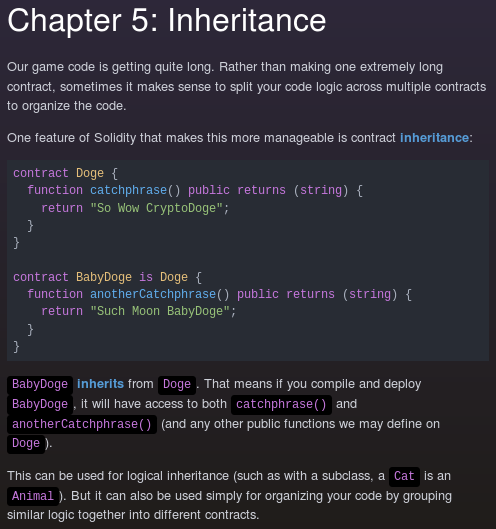 Chapter 5: Inheritance
Our game code is getting quite long. Rather than making one extremely long
contract, sometimes it makes sense to split your code logic across multiple contracts
to organize the code.
One feature of Solidity that makes this more manageable is contract inheritance:
contract Doge {
  function catchphrase() public returns (string) {
    return "So Wow CryptoDoge";
  }
}
contract BabyDoge is Doge {
  function anotherCatchphrase() public returns (string) {
    return "Such Moon BabyDoge";
  }
}
BabyDoge inherits from Doge. That means if you compile and deploy
BabyDoge, it will have access to both catchphrase() and
anotherCatchphrase() (and any other public functions we may define on
Doge).
This can be used for logical inheritance (such as with a subclass, a Cat is an
Animal). But it can also be used simply for organizing your code by grouping
similar logic together into different contracts.